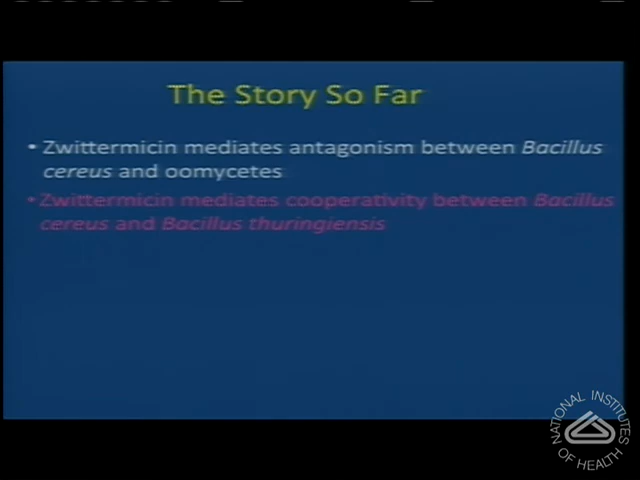 The Story So Far
• Zwittermicin mediates antagonism between Bacillus
cereus and oomycetes
• Zwittermicin mediates cooperativity between Bacillus
cereus and Bacillus thuringiensis
NATIONAL INSTITUTES
OF HEALTH